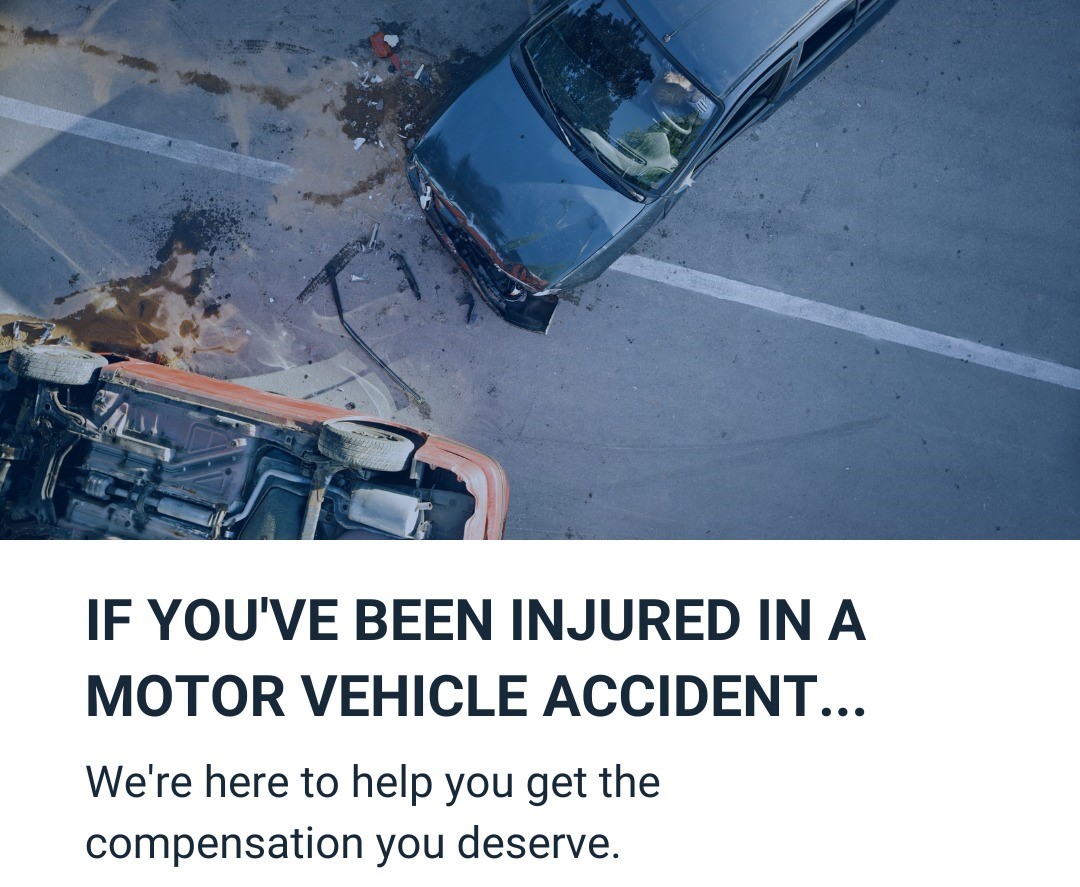 IF YOU'VE BEEN INJURED IN A
MOTOR VEHICLE ACCIDENT...
We're here to help you get the
compensation you deserve.